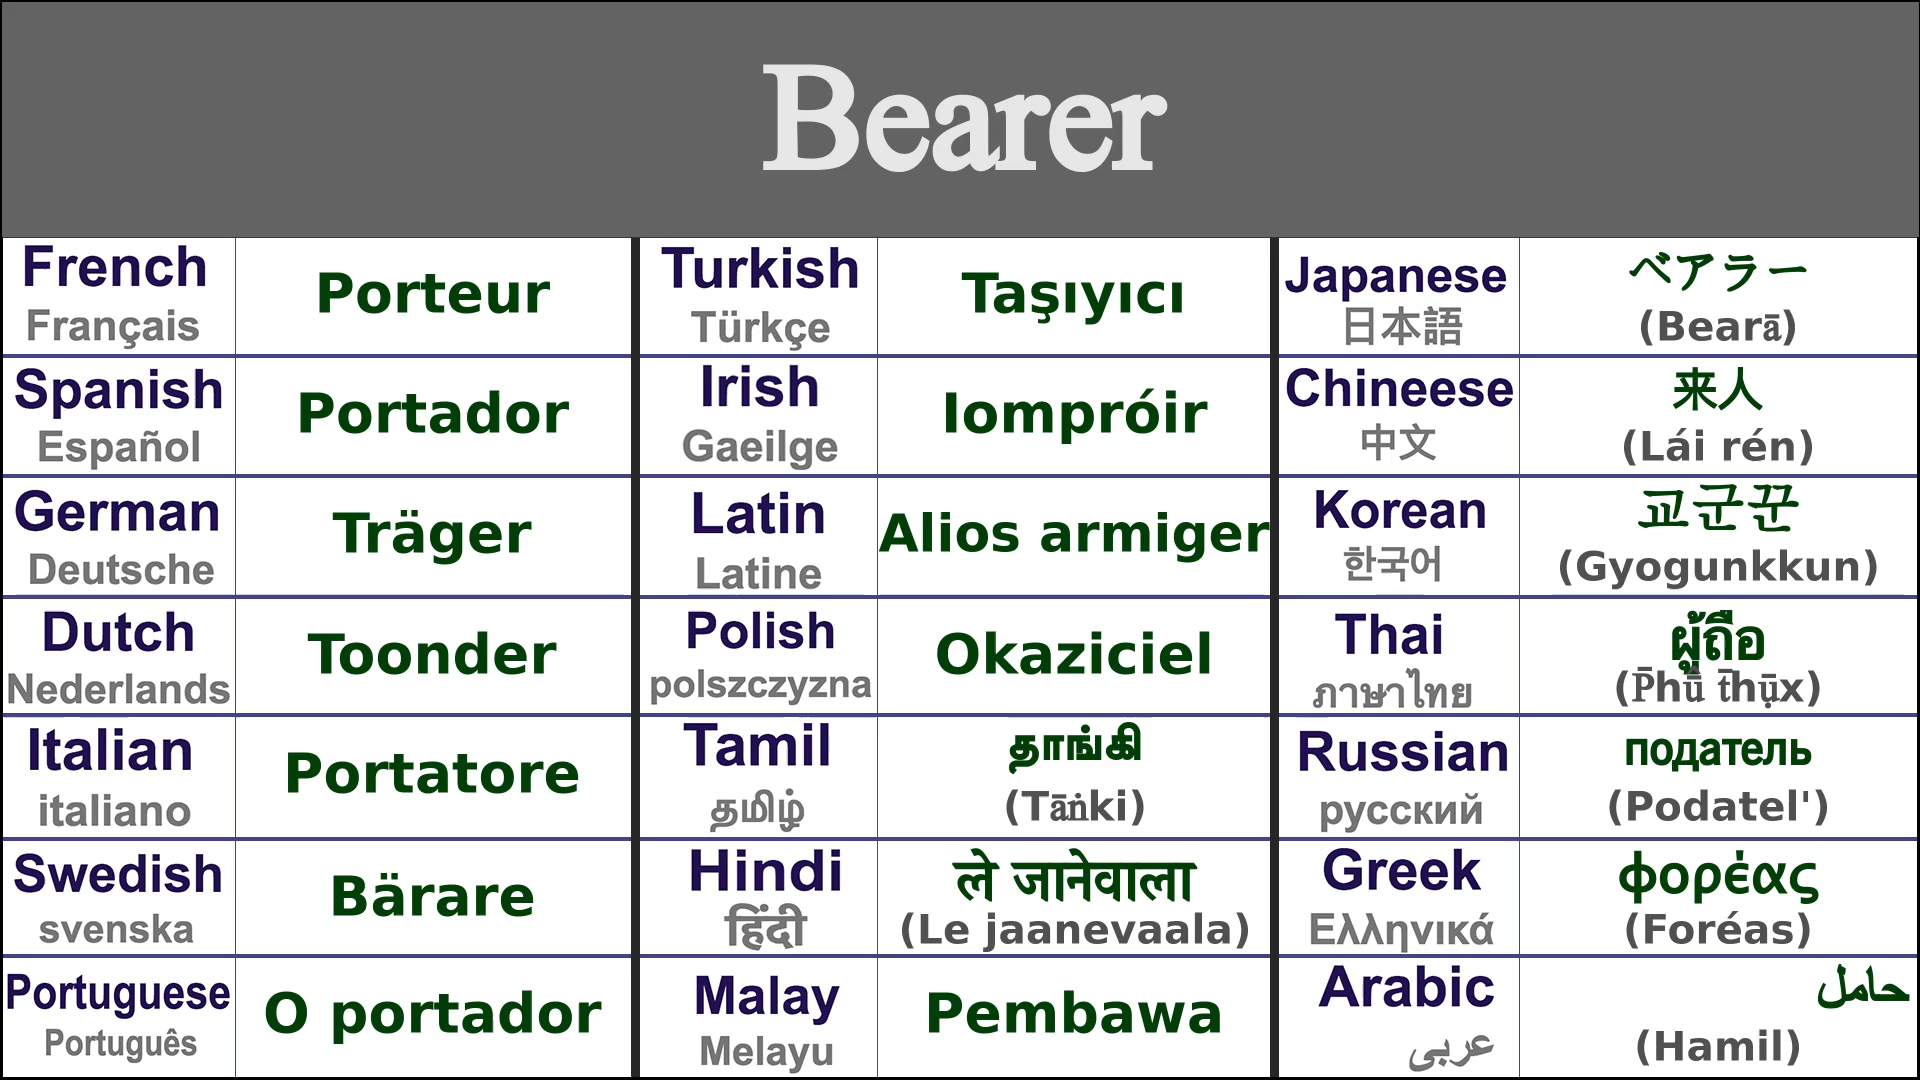 Bearer
French
Français
Porteur
Turkish
Türkçe
Taşıyıcı
Japanese
日本語
ベアラー
(Bearā)
Spanish
Español
Portador
Irish
Gaeilge
Iompróir
Chineese
中文
来人
(Lái rén)
German
Deutsche
Träger
Latin
Latine
Alios armiger
Korean
한국어
교군꾼
(Gyogunkkun)
Dutch
Nederlands
Toonder
Polish
polszczyzna
Okaziciel
Thai
ภาษาไทย
ผู้ถือ
(P̄hū̂ t̄hụ̄x)
Italian
italiano
Portatore
Tamil
தமிழ்
தாங்கி
(Tāṅki)
Russian
русский
податель
(Podatel')
Swedish
svenska
Bärare
Hindi
हिंदी
ले जानेवाला
(Le jaanevaala)
Greek
Ελληνικά
φορέας
(Foréas)
Portuguese
Português
O portador
Malay
Melayu
Pembawa
Arabic
عربى
حامل
(Hamil)